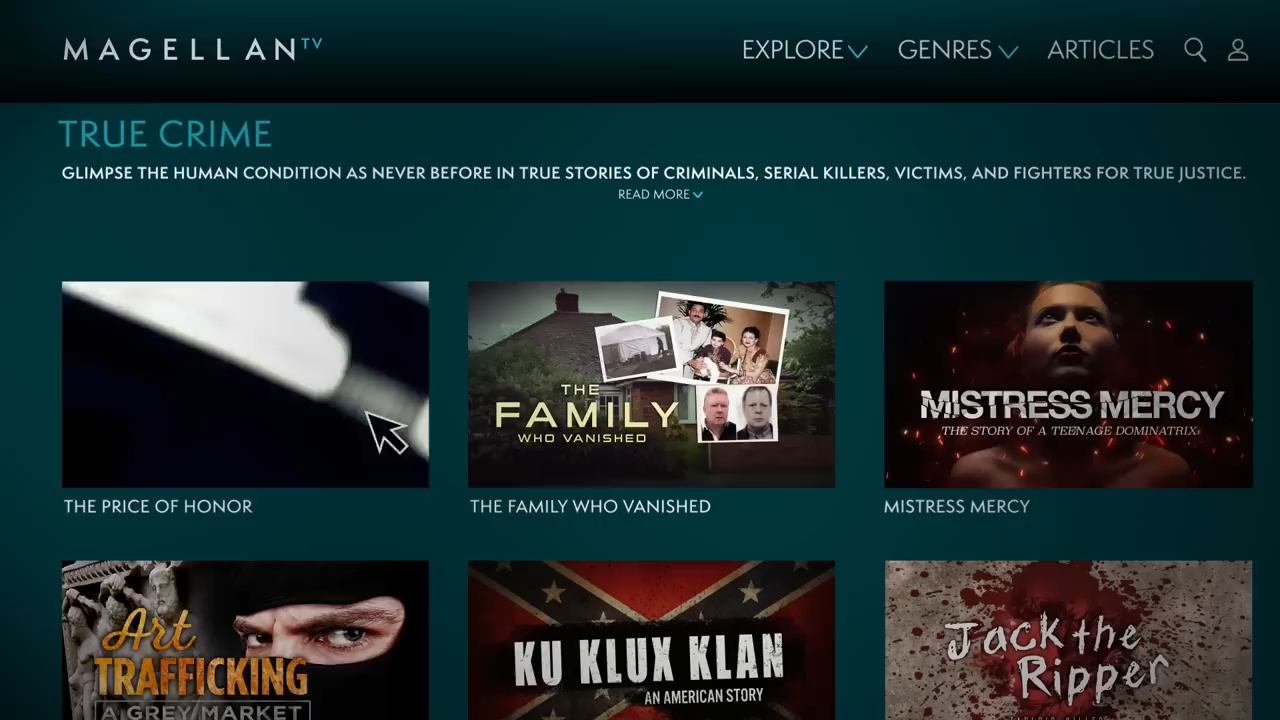 MAGELLANTV
EXPLORE GENRES ARTICLES
TRUE CRIME
GLIMPSE THE HUMAN CONDITION AS NEVER BEFORE IN TRUE STORIES OF CRIMINALS, SERIAL KILLERS, VICTIMS, AND FIGHTERS FOR TRUE JUSTICE.
READ MORE
THE
FAMILY
WHO VANISHED
MISTRESS MERCY
THE STORY OF A TEENAGE DOMINATRIX
THE PRICE OF HONOR
THE FAMILY WHO VANISHED
MISTRESS MERCY
Art
TRAFFICKING
A GREY MARKET
KU KLUX KLAN
AN AMERICAN STORY
Jack the
Ripper